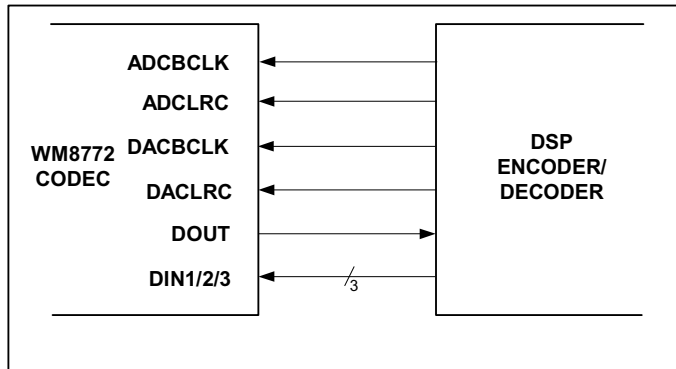 ADCBCLK
ADCLRC
WM8772
CODEC
DACBCLK
DACLRC
DOUT
DIN1/2/3
3
DSP
ENCODER/
DECODER